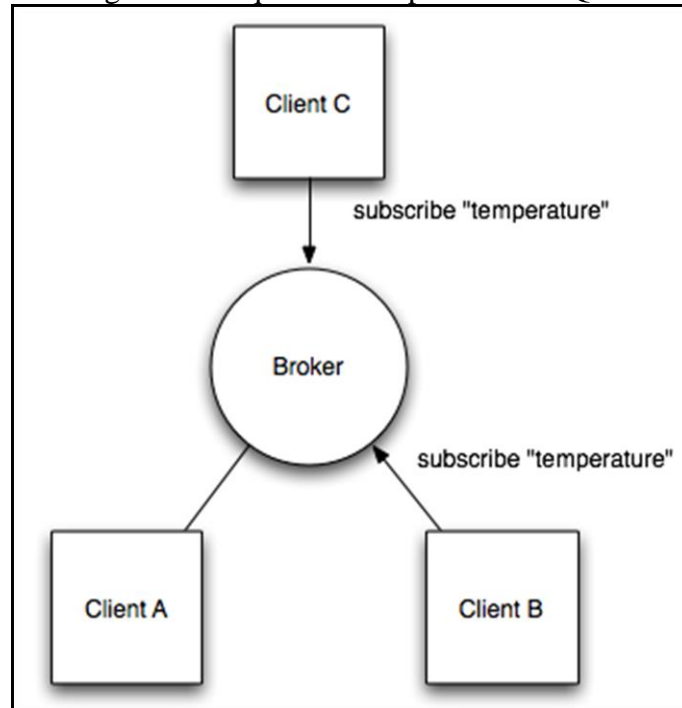 Client C
subscribe "temperature"
Broker
subscribe "temperature"
Client A
Client B